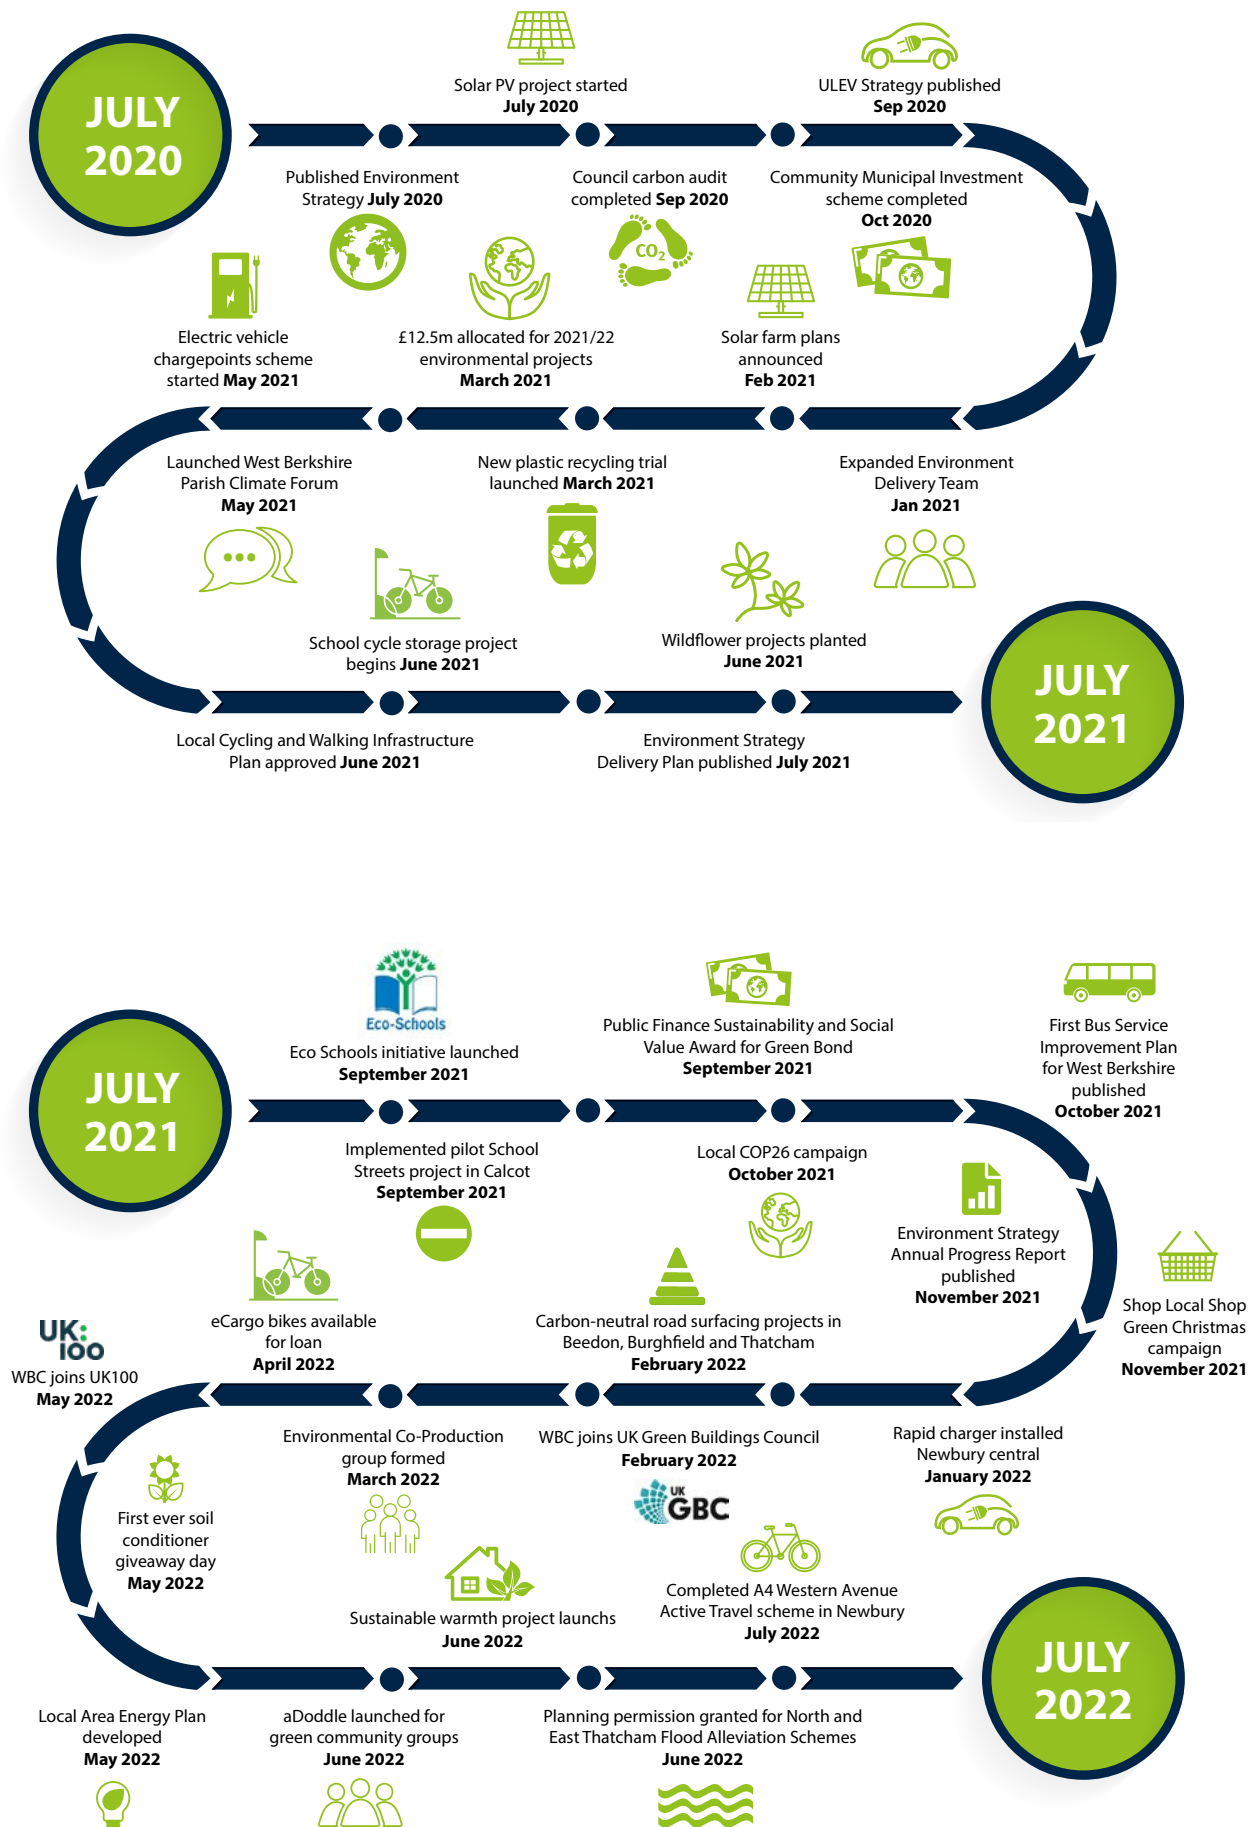 JULY
2020
Solar PV project started
July 2020
ULEV Strategy published
Sep 2020
Published Environment
Strategy July 2020
Council carbon audit
completed Sep 2020
CO2
Community Municipal Investment
scheme completed
Oct 2020
Electric vehicle
chargepoints scheme
started May 2021
£12.5m allocated for 2021/22
environmental projects
March 2021
Solar farm plans
announced
Feb 2021
Launched West Berkshire
Parish Climate Forum
May 2021
New plastic recycling trial
launched March 2021
Expanded Environment
Delivery Team
Jan 2021
School cycle storage project
begins June 2021
Wildflower projects planted
June 2021
JULY
2021
Local Cycling and Walking Infrastructure
Plan approved June 2021
Environment Strategy
Delivery Plan published July 2021
JULY
2021
Eco-Schools
Eco Schools initiative launched
September 2021
Public Finance Sustainability and Social
Value Award for Green Bond
September 2021
First Bus Service
Improvement Plan
for West Berkshire
published
October 2021
Implemented pilot School
Streets project in Calcot
September 2021
Local COP26 campaign
October 2021
Environment Strategy
Annual Progress Report
published
November 2021
Shop Local Shop
Green Christmas
campaign
November 2021
UK:
100
WBC joins UK100
May 2022
eCargo bikes available
for loan
April 2022
Carbon-neutral road surfacing projects in
Beedon, Burghfield and Thatcham
February 2022
Environmental Co-Production
group formed
March 2022
WBC joins UK Green Buildings Council
February 2022
UK
GBC
Rapid charger installed
Newbury central
January 2022
First ever soil
conditioner
giveaway day
May 2022
Sustainable warmth project launchs
June 2022
Completed A4 Western Avenue
Active Travel scheme in Newbury
July 2022
JULY
2022
Local Area Energy Plan
developed
May 2022
aDoddle launched for
green community groups
June 2022
Planning permission granted for North and
East Thatcham Flood Alleviation Schemes
June 2022